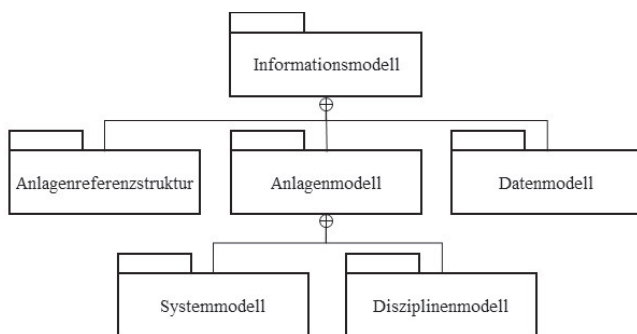 Informationsmodell
Anlagenreferenzstruktur
Anlagenmodell
Datenmodell
Systemmodell
Disziplinenmodell